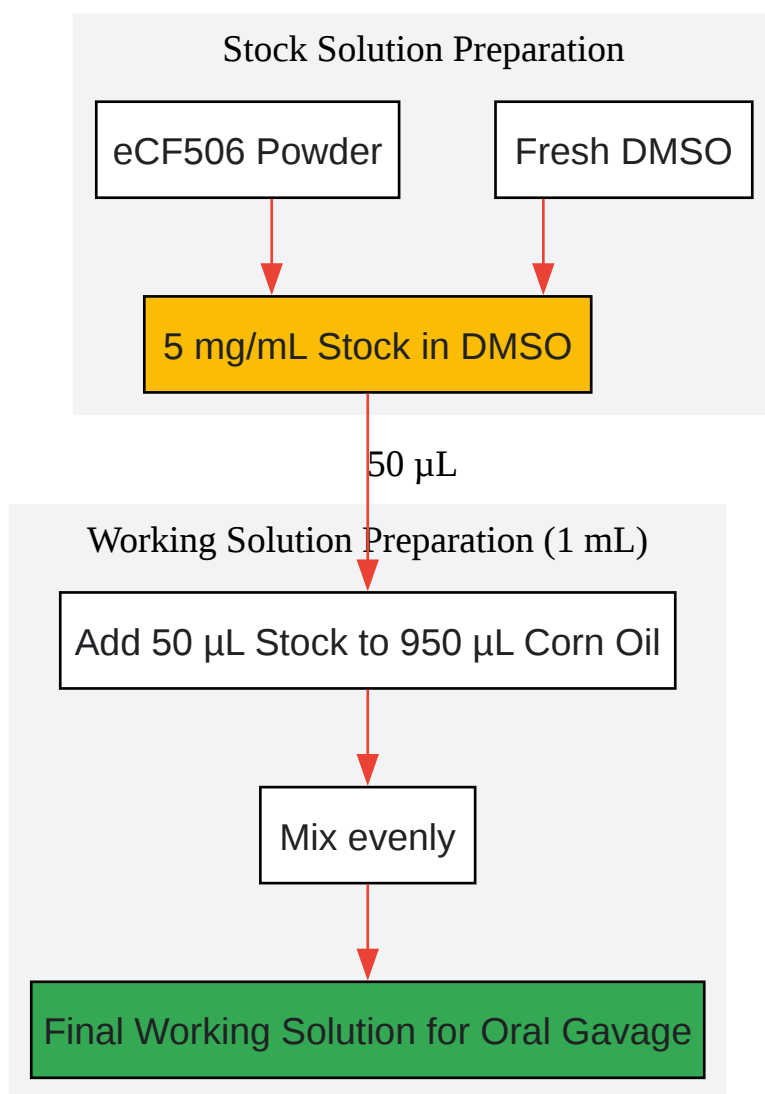 Stock Solution Preparation
eCF506 Powder
Fresh DMSO
5 mg/mL Stock in DMSO
50 µL
Working Solution Preparation (1 mL)
Add 50 µL Stock to 950 µL Corn Oil
Mix evenly
Final Working Solution for Oral Gavage